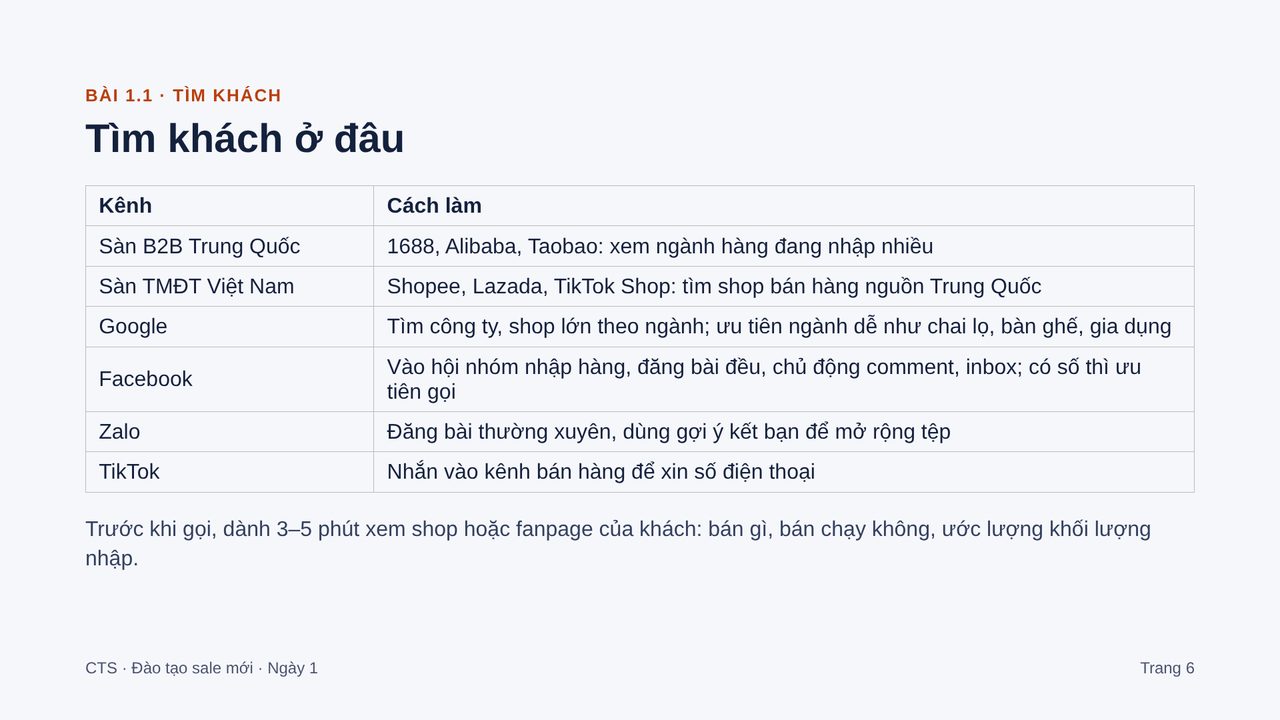 BÀI 1.1 · TÌM KHÁCH
Tìm khách ở đâu
Kênh Cách làm
Sàn B2B Trung Quốc 1688, Alibaba, Taobao: xem ngành hàng đang nhập nhiều
Sàn TMĐT Việt Nam Shopee, Lazada, TikTok Shop: tìm shop bán hàng nguồn Trung Quốc
Google Tìm công ty, shop lớn theo ngành; ưu tiên ngành dễ như chai lọ, bàn ghế, gia dụng
Facebook Vào hội nhóm nhập hàng, đăng bài đều, chủ động comment, inbox; có số thì ưu
tiên gọi
Zalo Đăng bài thường xuyên, dùng gợi ý kết bạn để mở rộng tệp
TikTok Nhắn vào kênh bán hàng để xin số điện thoại
Trước khi gọi, dành 3–5 phút xem shop hoặc fanpage của khách: bán gì, bán chạy không, ước lượng khối lượng
nhập.
CTS · Đào tạo sale mới · Ngày 1 Trang 6